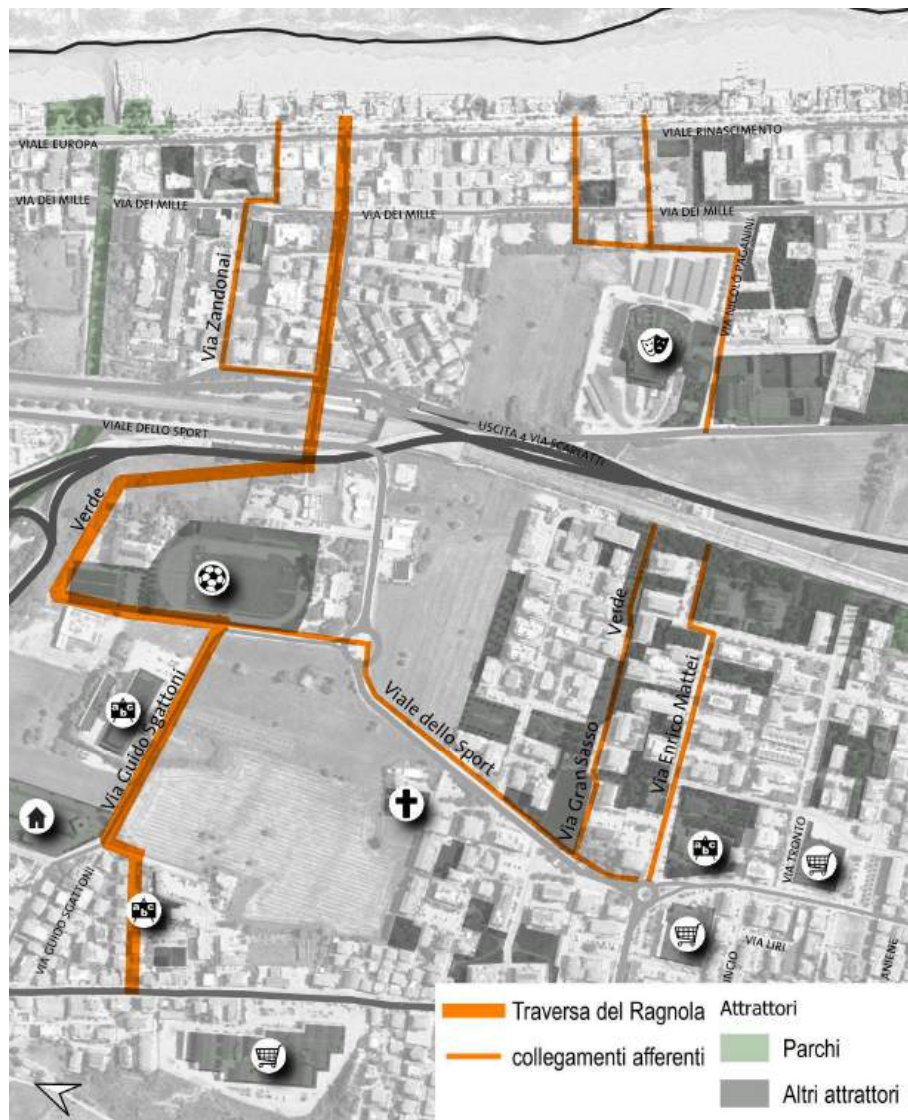 VIALE EUROPA
VIALE RINASCIMENTO
VIA DEI MILLE
VIA DEI MILLE
VIA DEI MILLE
VIA DEI MILLE
Via Zandonai
VIA NICOLÒ PAGANINI
VIALE DELLO SPORT
USCITA 4 VIA SCARLATTI
Verde
Verde
Via Guido Sgattoni
Viale dello Sport
Via Gran Sasso
Via Enrico Mattei
a b c
a b c
VIA TRONTO
VIA GUIDO SGATTONI
a b c
VIA LIRI
ANIENE
Traversa del Ragnola
Attrattori
collegamenti afferenti
Parchi
Altri attrattori